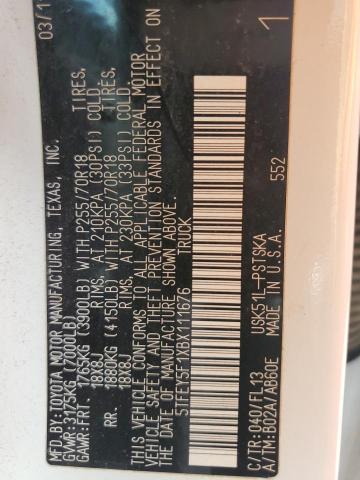 MFD.BY:TOYOTA MOTOR MANUFACTURING, TEXAS, INC. 03/1
GVWR:3175KG (7000LB)
GAWR:FRT. 1765KG (3900LB) WITH P255/70R18 TIRES,
18X8J RIMS, AT 210KPA (30PSI) COLD
RR. 1880KG (4150LB) WITH P255/70R18 TIRES,
18X8J RIMS, AT 230KPA (33PSI) COLD
THIS VEHICLE CONFORMS TO ALL APPLICABLE FEDERAL MOTOR
VEHICLE SAFETY AND THEFT PREVENTION STANDARDS IN EFFECT ON
THE DATE OF MANUFACTURE SHOWN ABOVE.
5TFEY5F1XBX111676 TRUCK
C/TR:040/FL13 USK51L-PSTSKA
A/TM:B02A/AB60E MADE IN U.S.A. 552 1